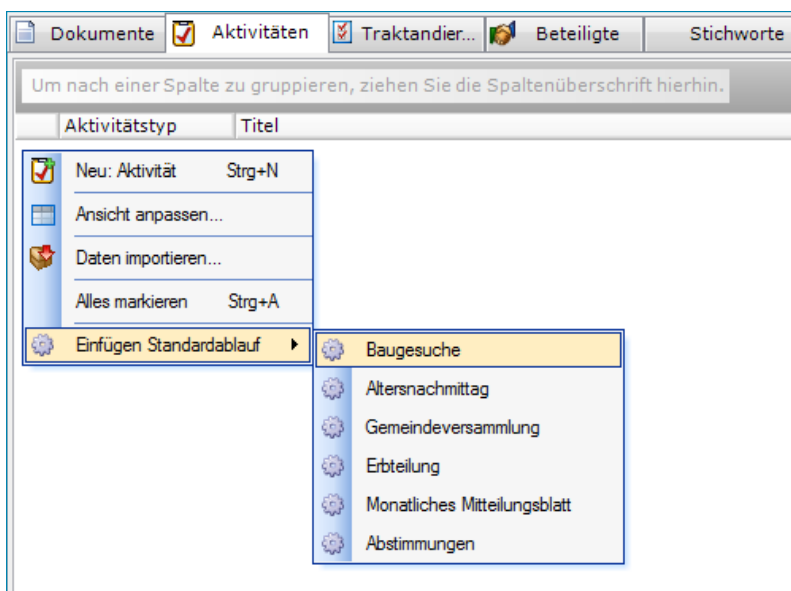 Dokumente Aktivitäten Traktandier... Beteiligte Stichworte
Um nach einer Spalte zu gruppieren, ziehen Sie die Spaltenüberschrift hierhin.
Aktivitätstyp Titel
Neu: Aktivität Strg+N
Ansicht anpassen...
Daten importieren...
Alles markieren Strg+A
Einfügen Standardablauf
Baugesuche
Altersnachmittag
Gemeindeversammlung
Erbteilung
Monatliches Mitteilungsblatt
Abstimmungen